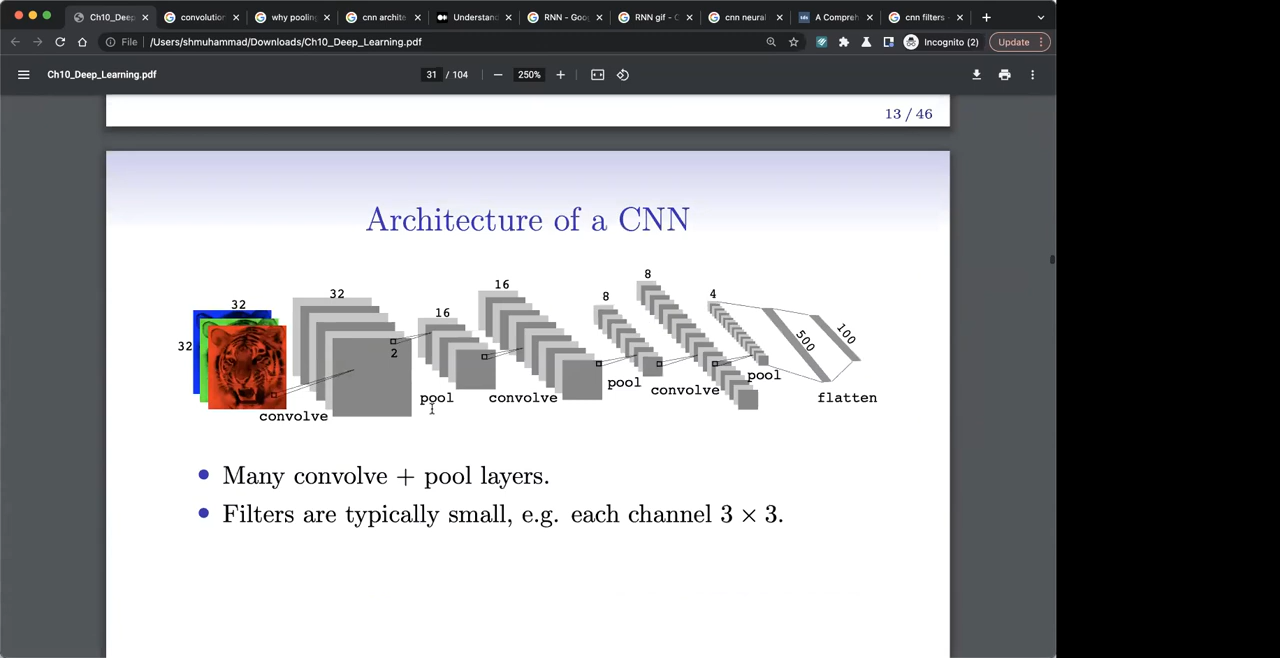 Ch10_Deep convolution why pooling cnn archite Understand RNN - Goog RNN gif - G cnn neural A Compreh cnn filters -
File /Users/shmuhammad/Downloads/Ch10_Deep_Learning.pdf Incognito (2) Update
Ch10_Deep_Learning.pdf 31 / 104 250%
13 / 46
Architecture of a CNN
8
8
16
4
32
32
16
500
100
32
2
pool
convolve
pool
convolve
pool
convolve
flatten
Many convolve + pool layers.
Filters are typically small, e.g. each channel 3 × 3.